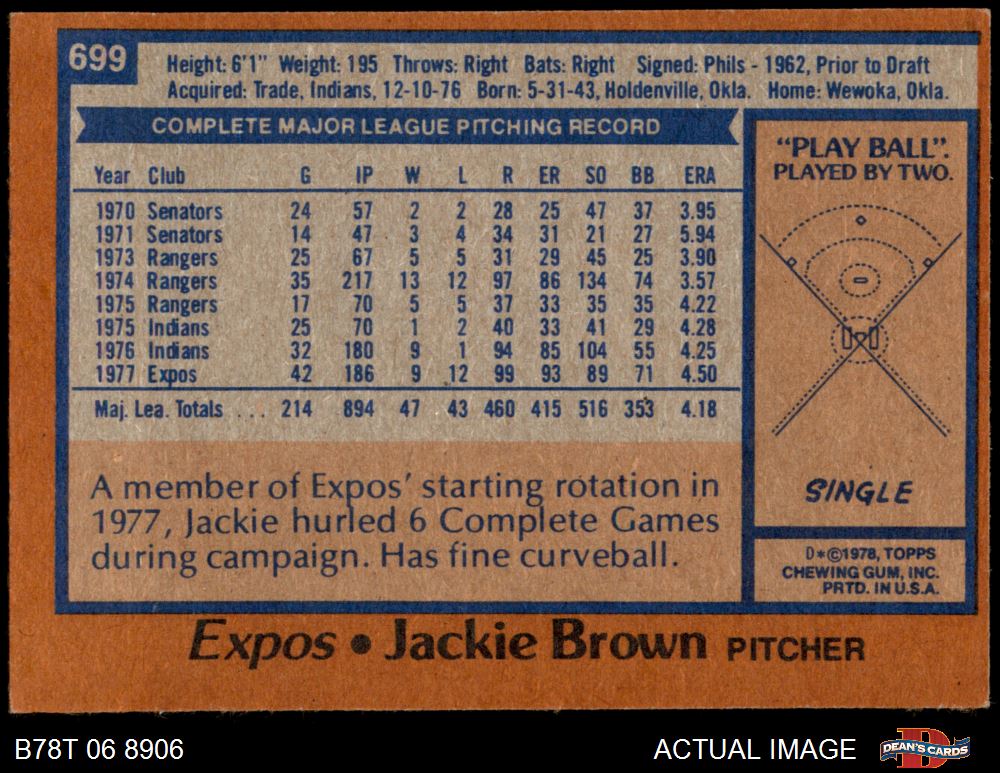 699
Height: 6'1" Weight: 195 Throws: Right Bats: Right Signed: Phils - 1962, Prior to Draft
Acquired: Trade, Indians, 12-10-76 Born: 5-31-43, Holdenville, Okla. Home: Wewoka, Okla.
COMPLETE MAJOR LEAGUE PITCHING RECORD
Year Club G IP W L R ER SO BB ERA
1970 Senators 24 57 2 2 28 25 47 37 3.95
1971 Senators 14 47 3 4 34 31 21 27 5.94
1973 Rangers 25 67 5 5 31 29 45 25 3.90
1974 Rangers 35 217 13 12 97 86 134 74 3.57
1975 Rangers 17 70 5 5 37 33 35 35 4.22
1975 Indians 25 70 1 2 40 33 41 29 4.28
1976 Indians 32 180 9 1 94 85 104 55 4.25
1977 Expos 42 186 9 12 99 93 89 71 4.50
Maj. Lea. Totals ... 214 894 47 43 460 415 516 353 4.18
A member of Expos' starting rotation in
1977, Jackie hurled 6 Complete Games
during campaign. Has fine curveball.
"PLAY BALL".
PLAYED BY TWO.
SINGLE
D*©1978, TOPPS
CHEWING GUM, INC.
PRTD. IN U.S.A.
Expos • Jackie Brown PITCHER
B78T 06 8906
ACTUAL IMAGE
DEAN'S CARDS